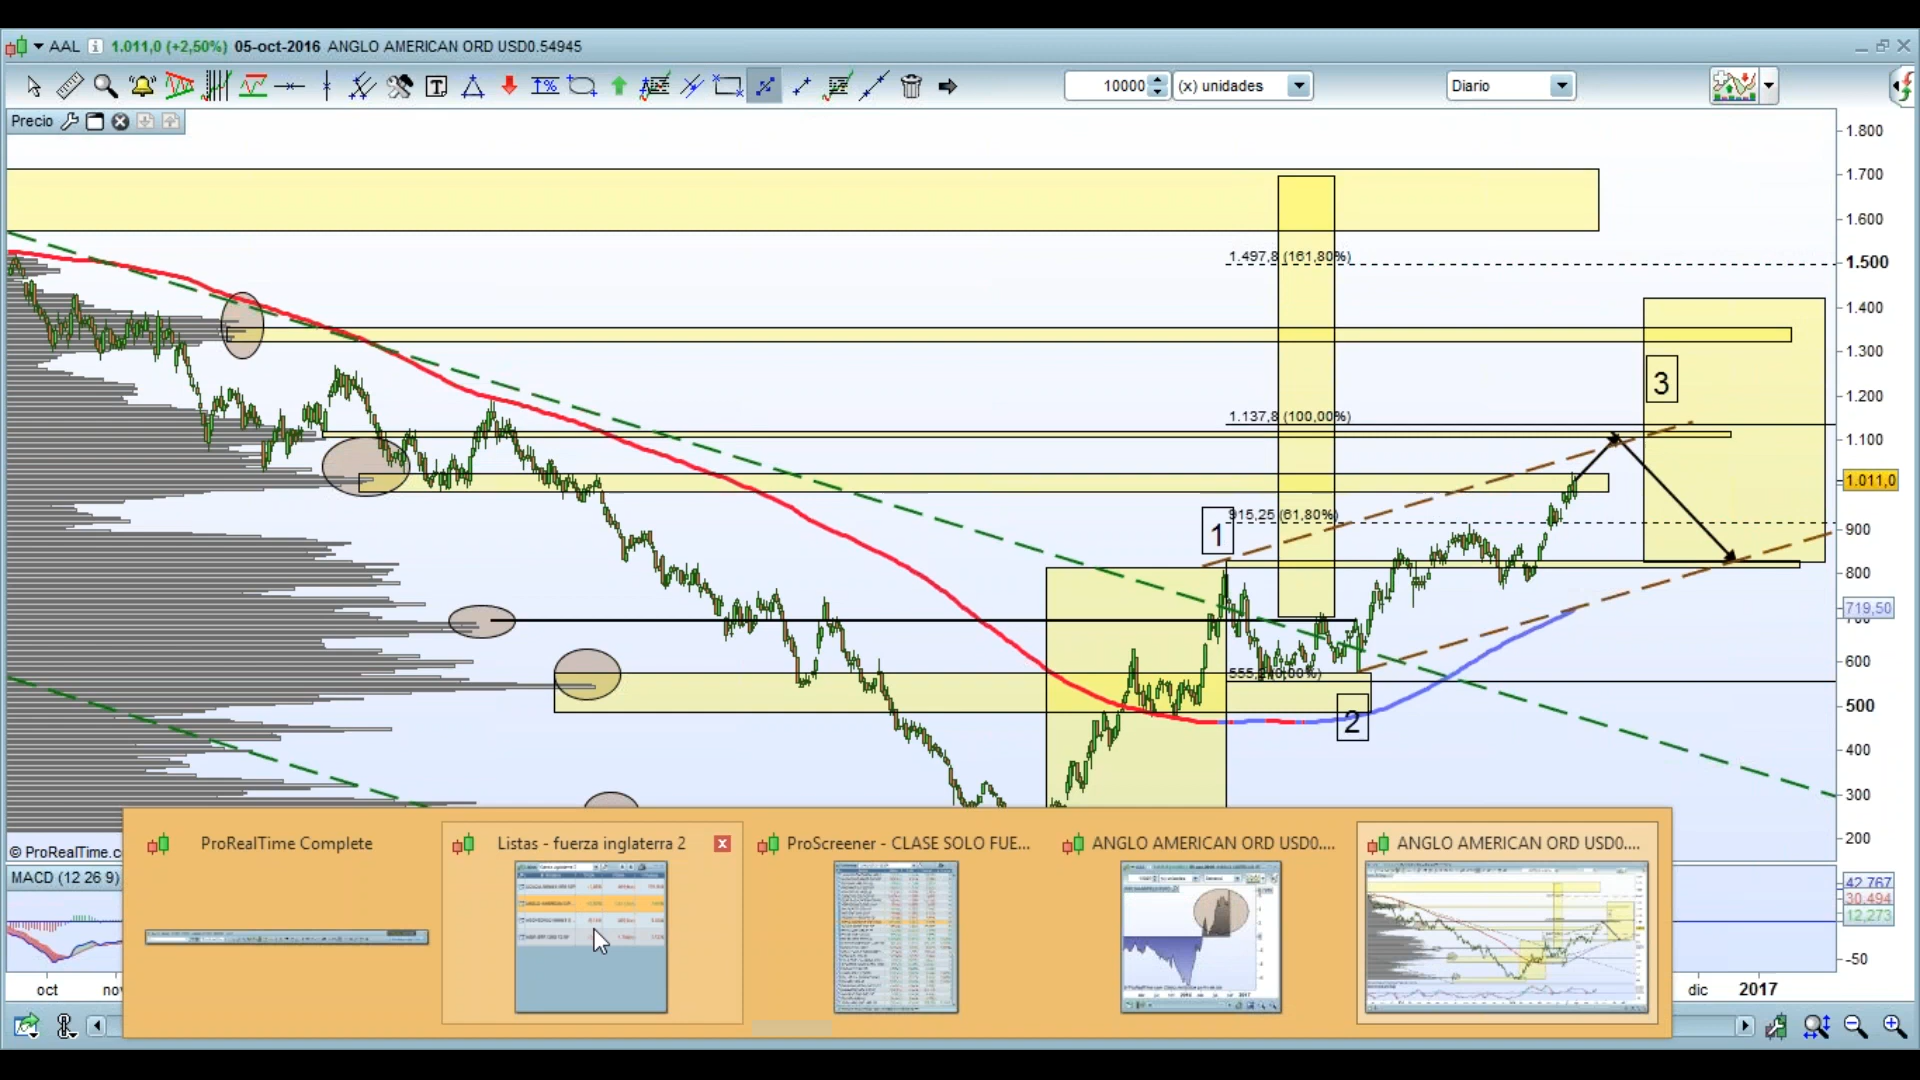 AAL 1.011,0 (+2,50%) 05-oct-2016 ANGLO AMERICAN ORD USD0.54945
10000 (x) unidades Diario
Precio
1.800
1.700
1.600
1.497,8 (161,80%)
1.500
1.400
1.300
3
1.200
1.137,8 (100,00%)
1.100
1.011,0
915,25 (61,80%)
1
900
800
719,50
600
500
2
400
300
200
© ProRealTime.c
ProRealTime Complete
Listas - fuerza inglaterra 2
ProScreener - CLASE SOLO FUE...
ANGLO AMERICAN ORD USD0....
ANGLO AMERICAN ORD USD0....
MACD (12 26 9)
42,767
30,494
12,273
-50
oct
dic 2017